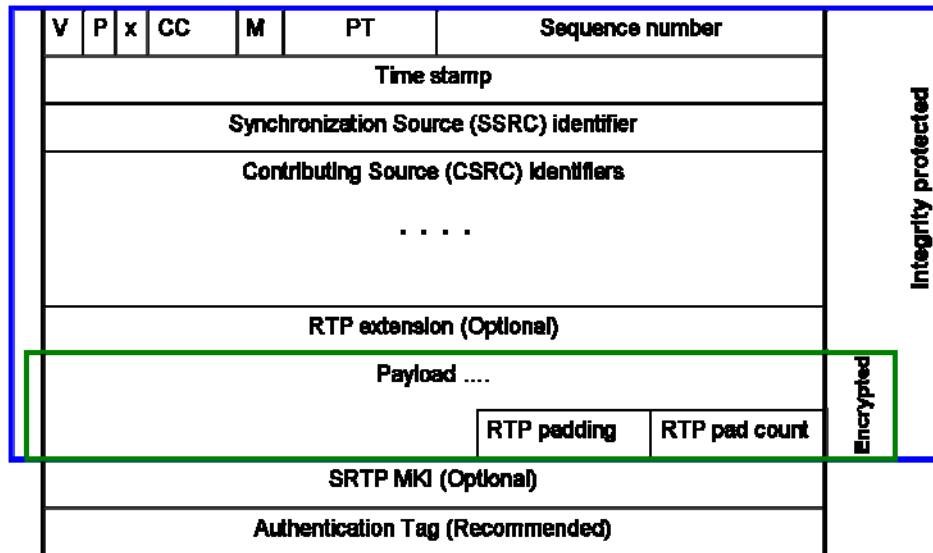 V P x CC M PT Sequence number
Time stamp
Synchronization Source (SSRC) identifier
Contributing Source (CSRC) identifiers
. . . .
RTP extension (Optional)
Payload ....
RTP padding RTP pad count
SRTP MKI (Optional)
Authentication Tag (Recommended)
Integrity protected
Encrypted